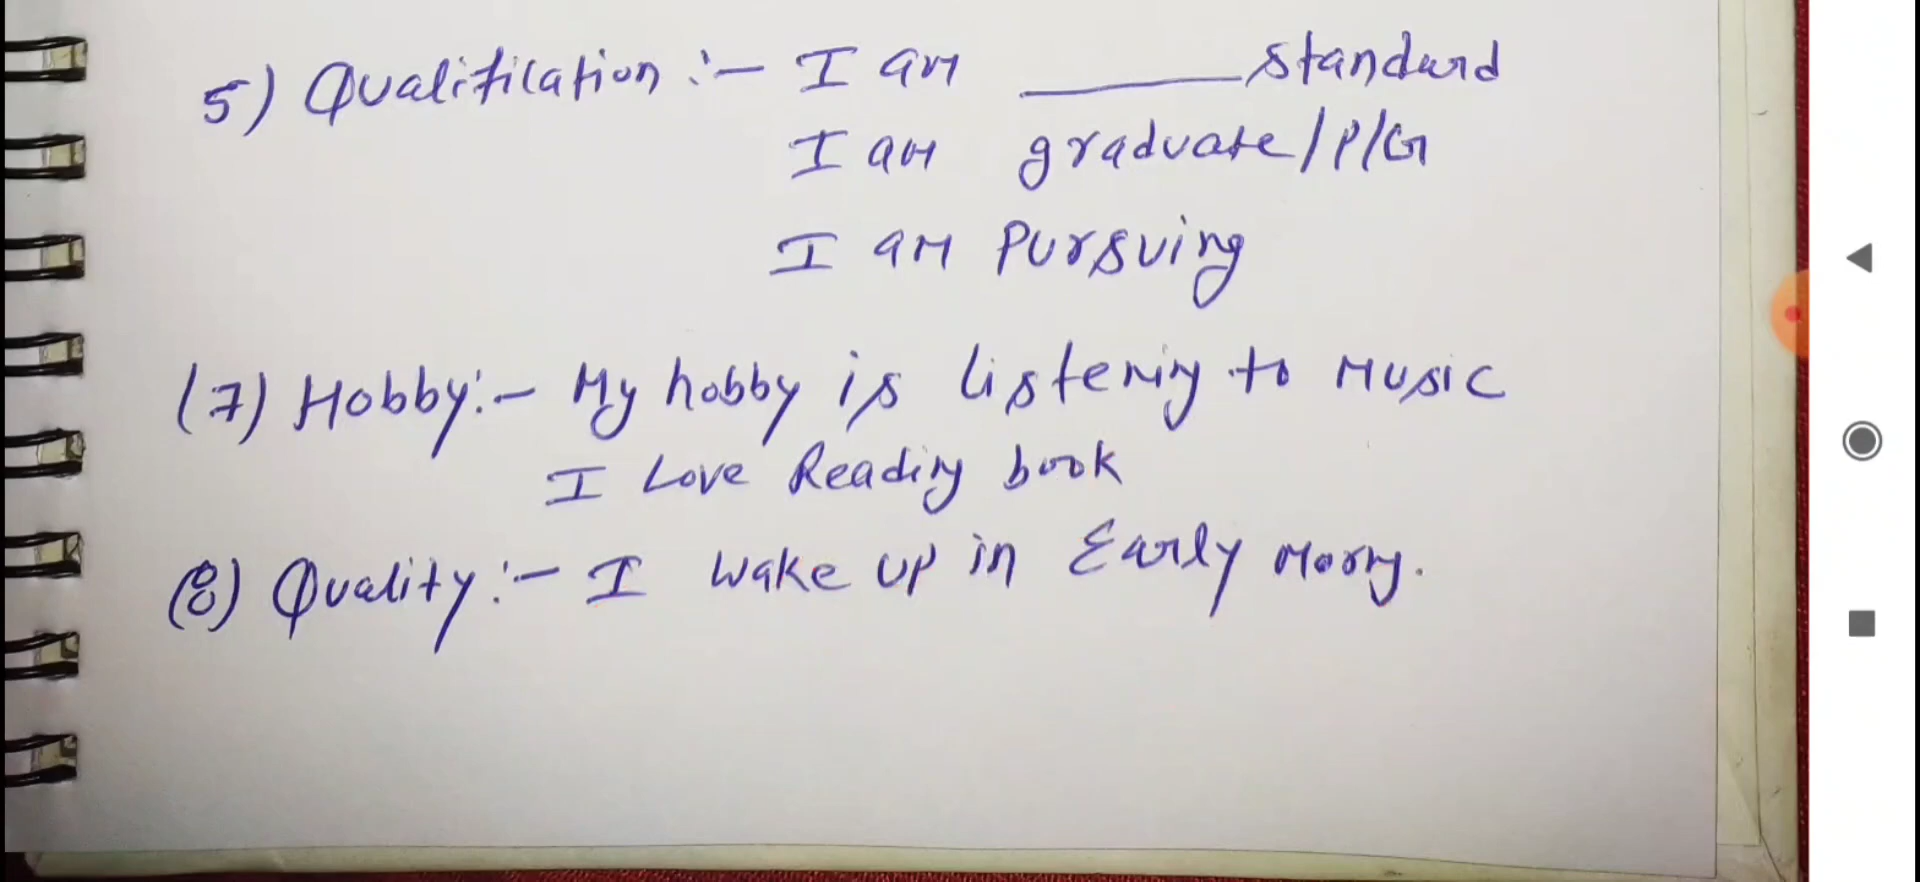 5) Qualification :- I am ______ standard
I am graduate/P/G
I am Pursuing
(7) Hobby:- My hobby is listening to Music
I Love Reading book
(8) Quality:- I wake up in Early Morng.